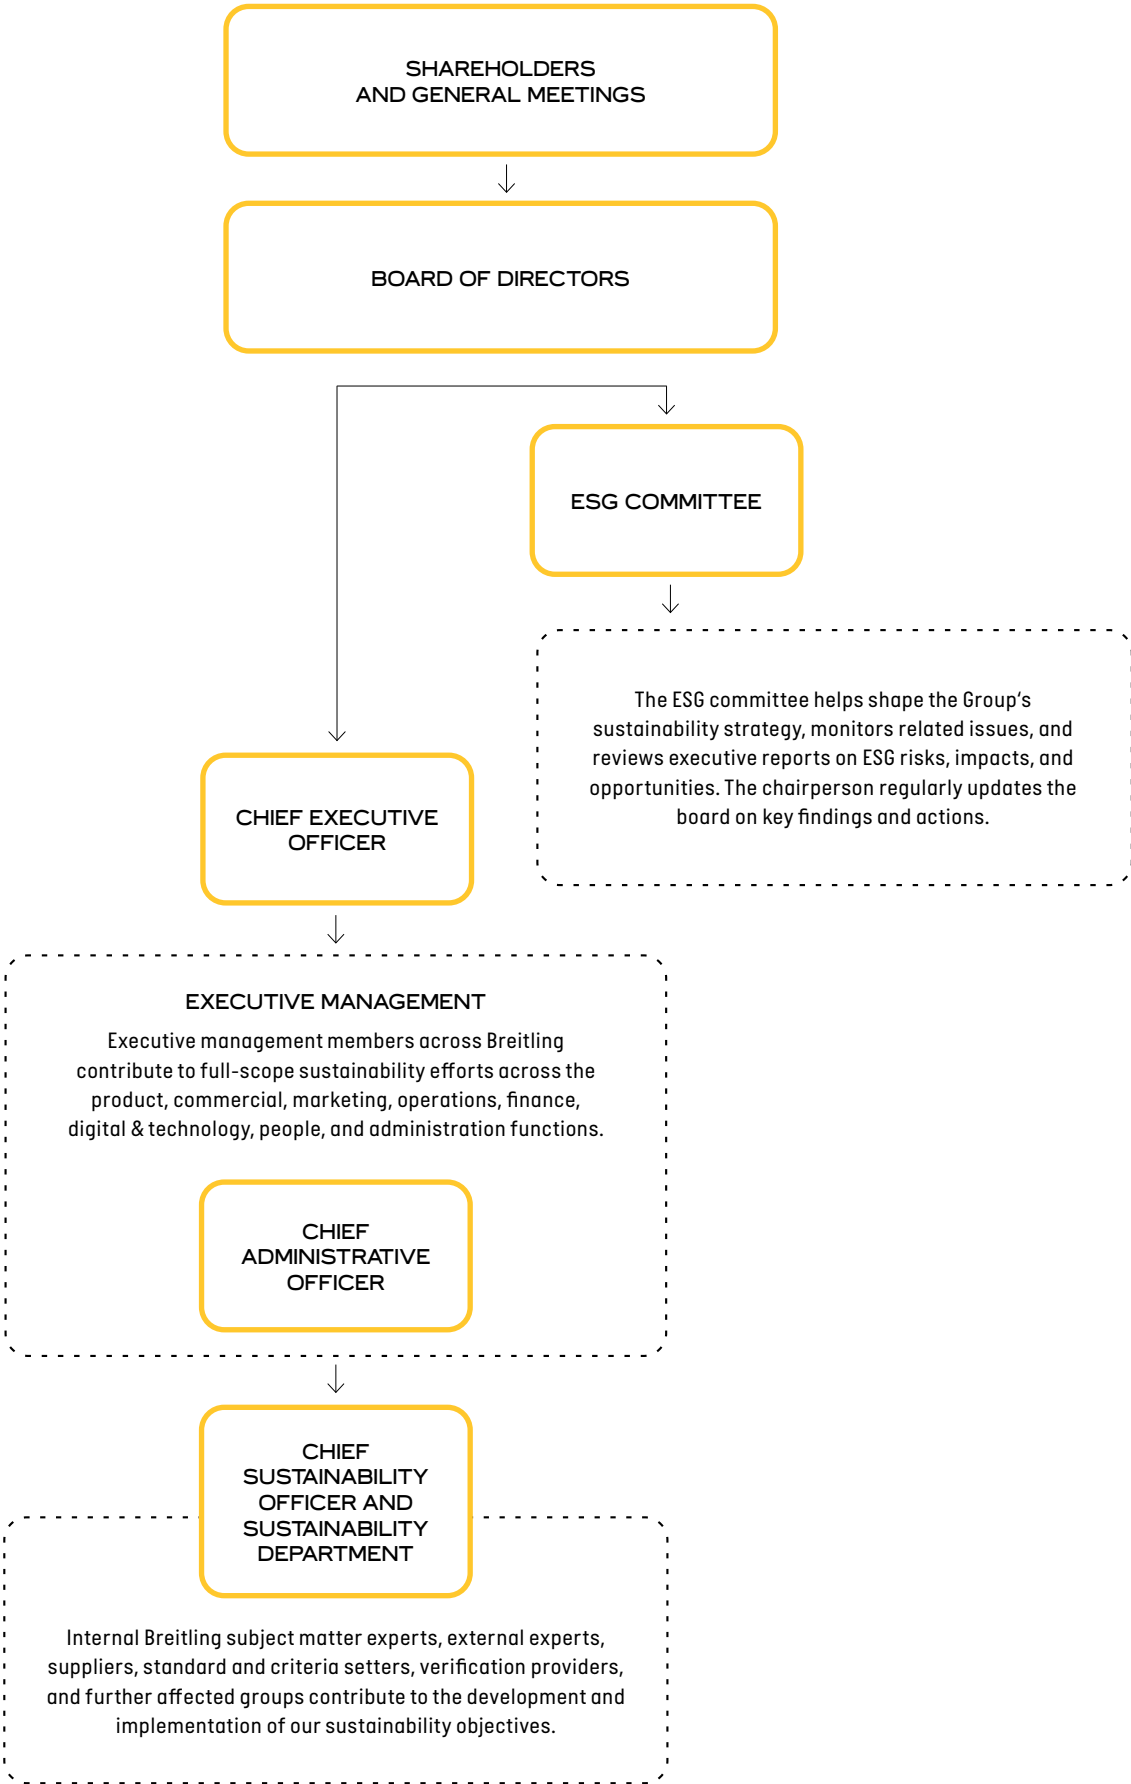 SHAREHOLDERS
AND GENERAL MEETINGS
BOARD OF DIRECTORS
ESG COMMITTEE
The ESG committee helps shape the Group‘s
sustainability strategy, monitors related issues, and
reviews executive reports on ESG risks, impacts, and
opportunities. The chairperson regularly updates the
board on key findings and actions.
CHIEF EXECUTIVE
OFFICER
EXECUTIVE MANAGEMENT
Executive management members across Breitling
contribute to full-scope sustainability efforts across the
product, commercial, marketing, operations, finance,
digital & technology, people, and administration functions.
CHIEF
ADMINISTRATIVE
OFFICER
CHIEF
SUSTAINABILITY
OFFICER AND
SUSTAINABILITY
DEPARTMENT
Internal Breitling subject matter experts, external experts,
suppliers, standard and criteria setters, verification providers,
and further affected groups contribute to the development and
implementation of our sustainability objectives.